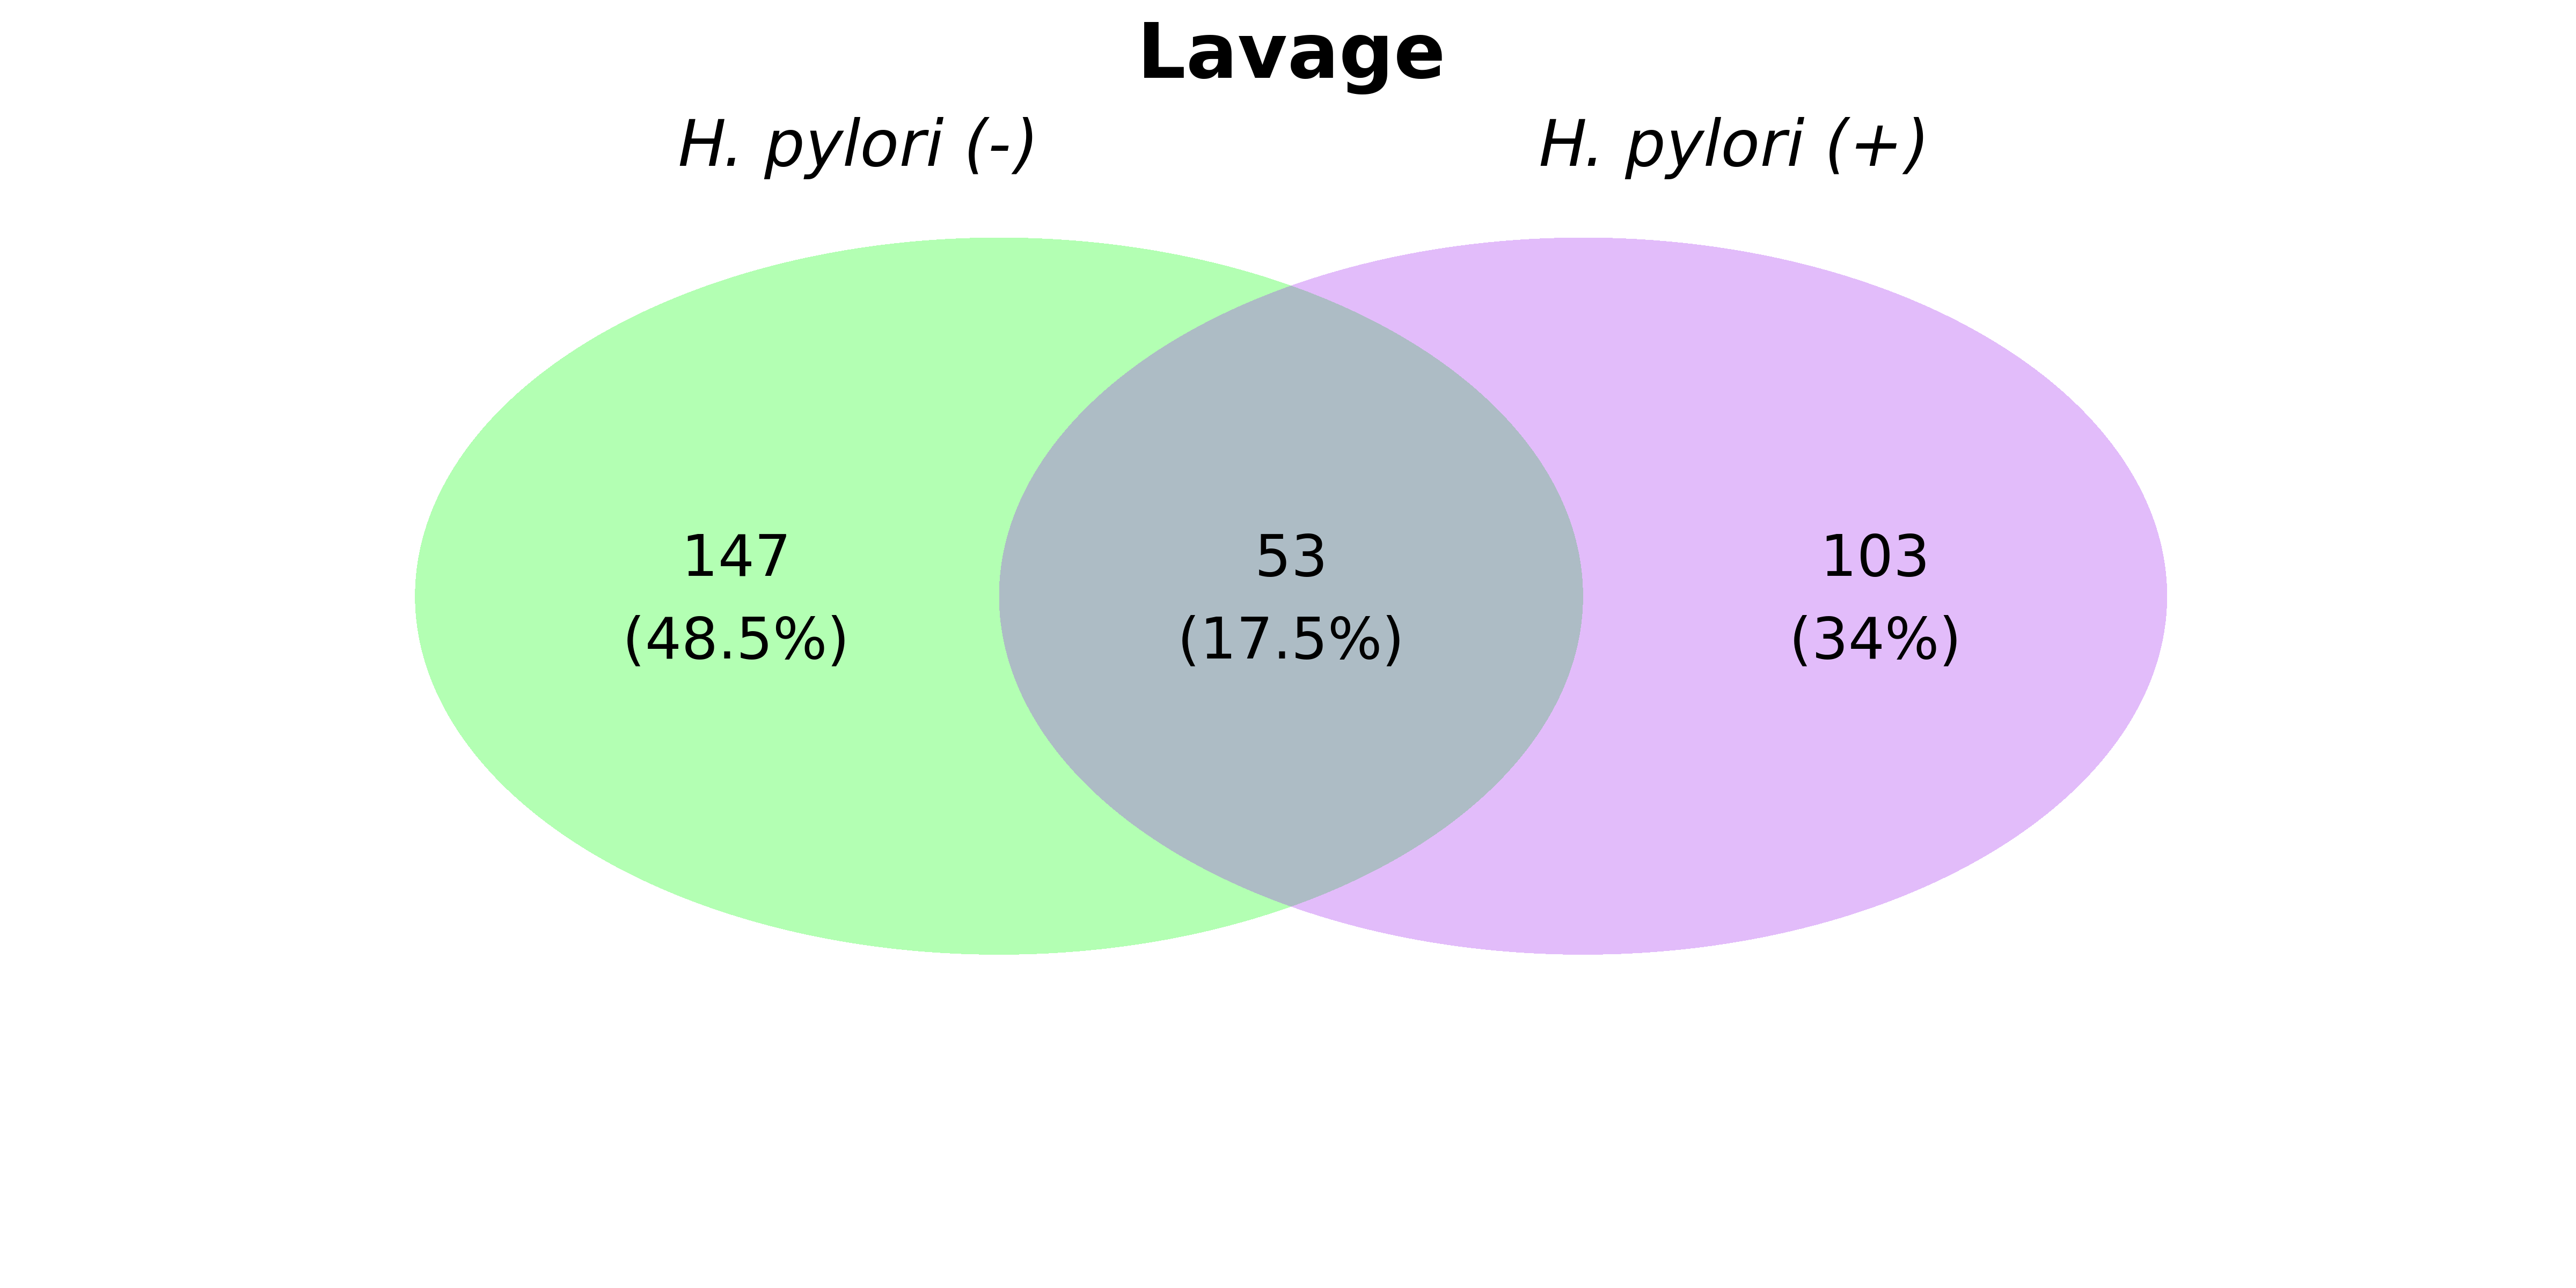 Lavage
H. pylori (-)
H. pylori (+)
147
(48.5%)
53
(17.5%)
103
(34%)